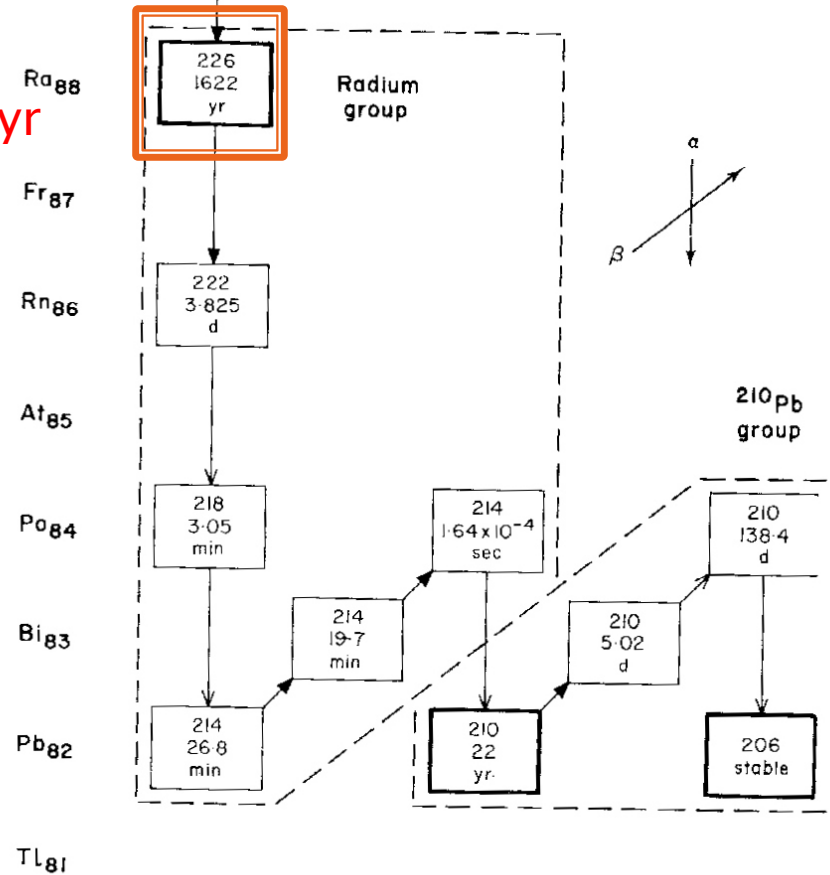 226
1622
yr
Ra88
Radium
group
yr
α
Fr87
β
222
3·825
d
Rn86
At85
210Pb
group
218
3·05
min
214
1·64x10-4
sec
210
138·4
d
Po84
214
19·7
min
210
5·02
d
Bi83
214
26·8
min
210
22
yr.
206
stable
Pb82
Tl81